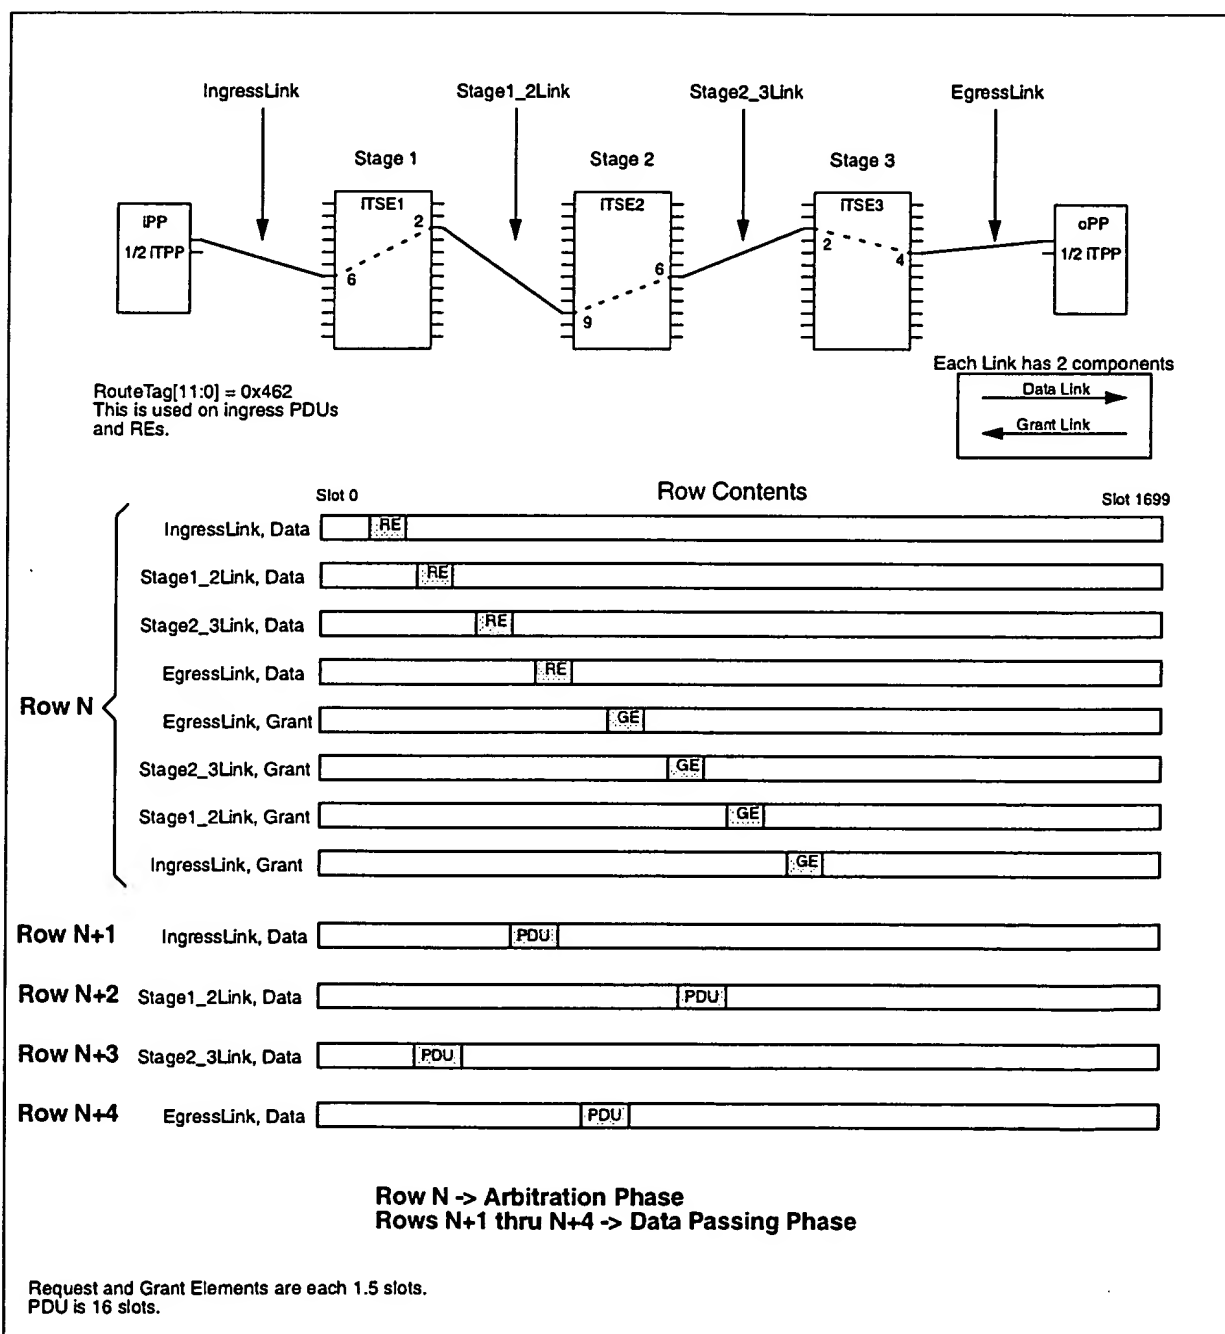 IngressLink Stage1_2Link Stage2_3Link EgressLink
Stage 1 Stage 2 Stage 3
iPP
1/2 iTPP
ITSE1
2
6
ITSE2
6
9
ITSE3
2
4
oPP
1/2 iTPP
RouteTag[11:0] = 0x462
This is used on ingress PDUs
and REs.
Each Link has 2 components
Data Link
Grant Link
Slot 0 Row Contents Slot 1699
Row N
IngressLink, Data RE
Stage1_2Link, Data RE
Stage2_3Link, Data RE
EgressLink, Data RE
EgressLink, Grant GE
Stage2_3Link, Grant GE
Stage1_2Link, Grant GE
IngressLink, Grant GE
Row N+1 IngressLink, Data PDU
Row N+2 Stage1_2Link, Data PDU
Row N+3 Stage2_3Link, Data PDU
Row N+4 EgressLink, Data PDU
Row N -> Arbitration Phase
Rows N+1 thru N+4 -> Data Passing Phase
Request and Grant Elements are each 1.5 slots.
PDU is 16 slots.